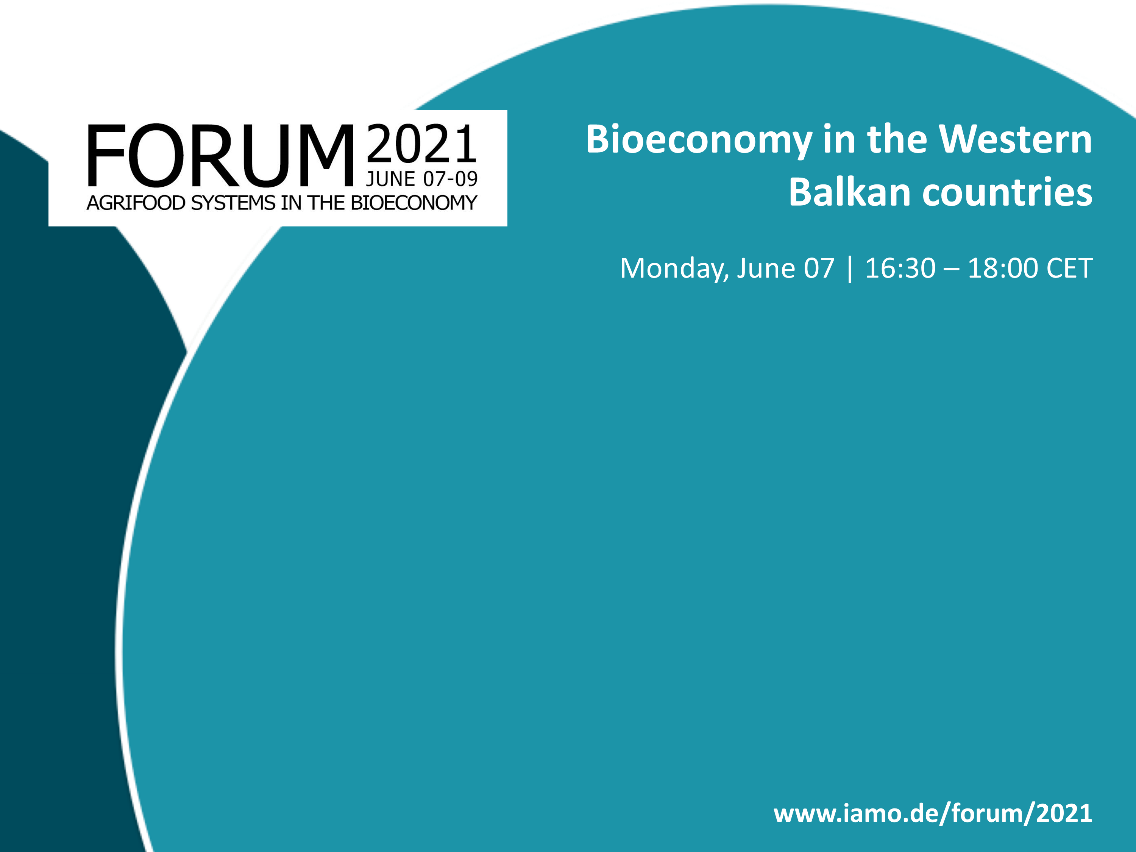 FORUM 2021
JUNE 07-09
AGRIFOOD SYSTEMS IN THE BIOECONOMY
Bioeconomy in the Western
Balkan countries
Monday, June 07 | 16:30 – 18:00 CET
www.iamo.de/forum/2021